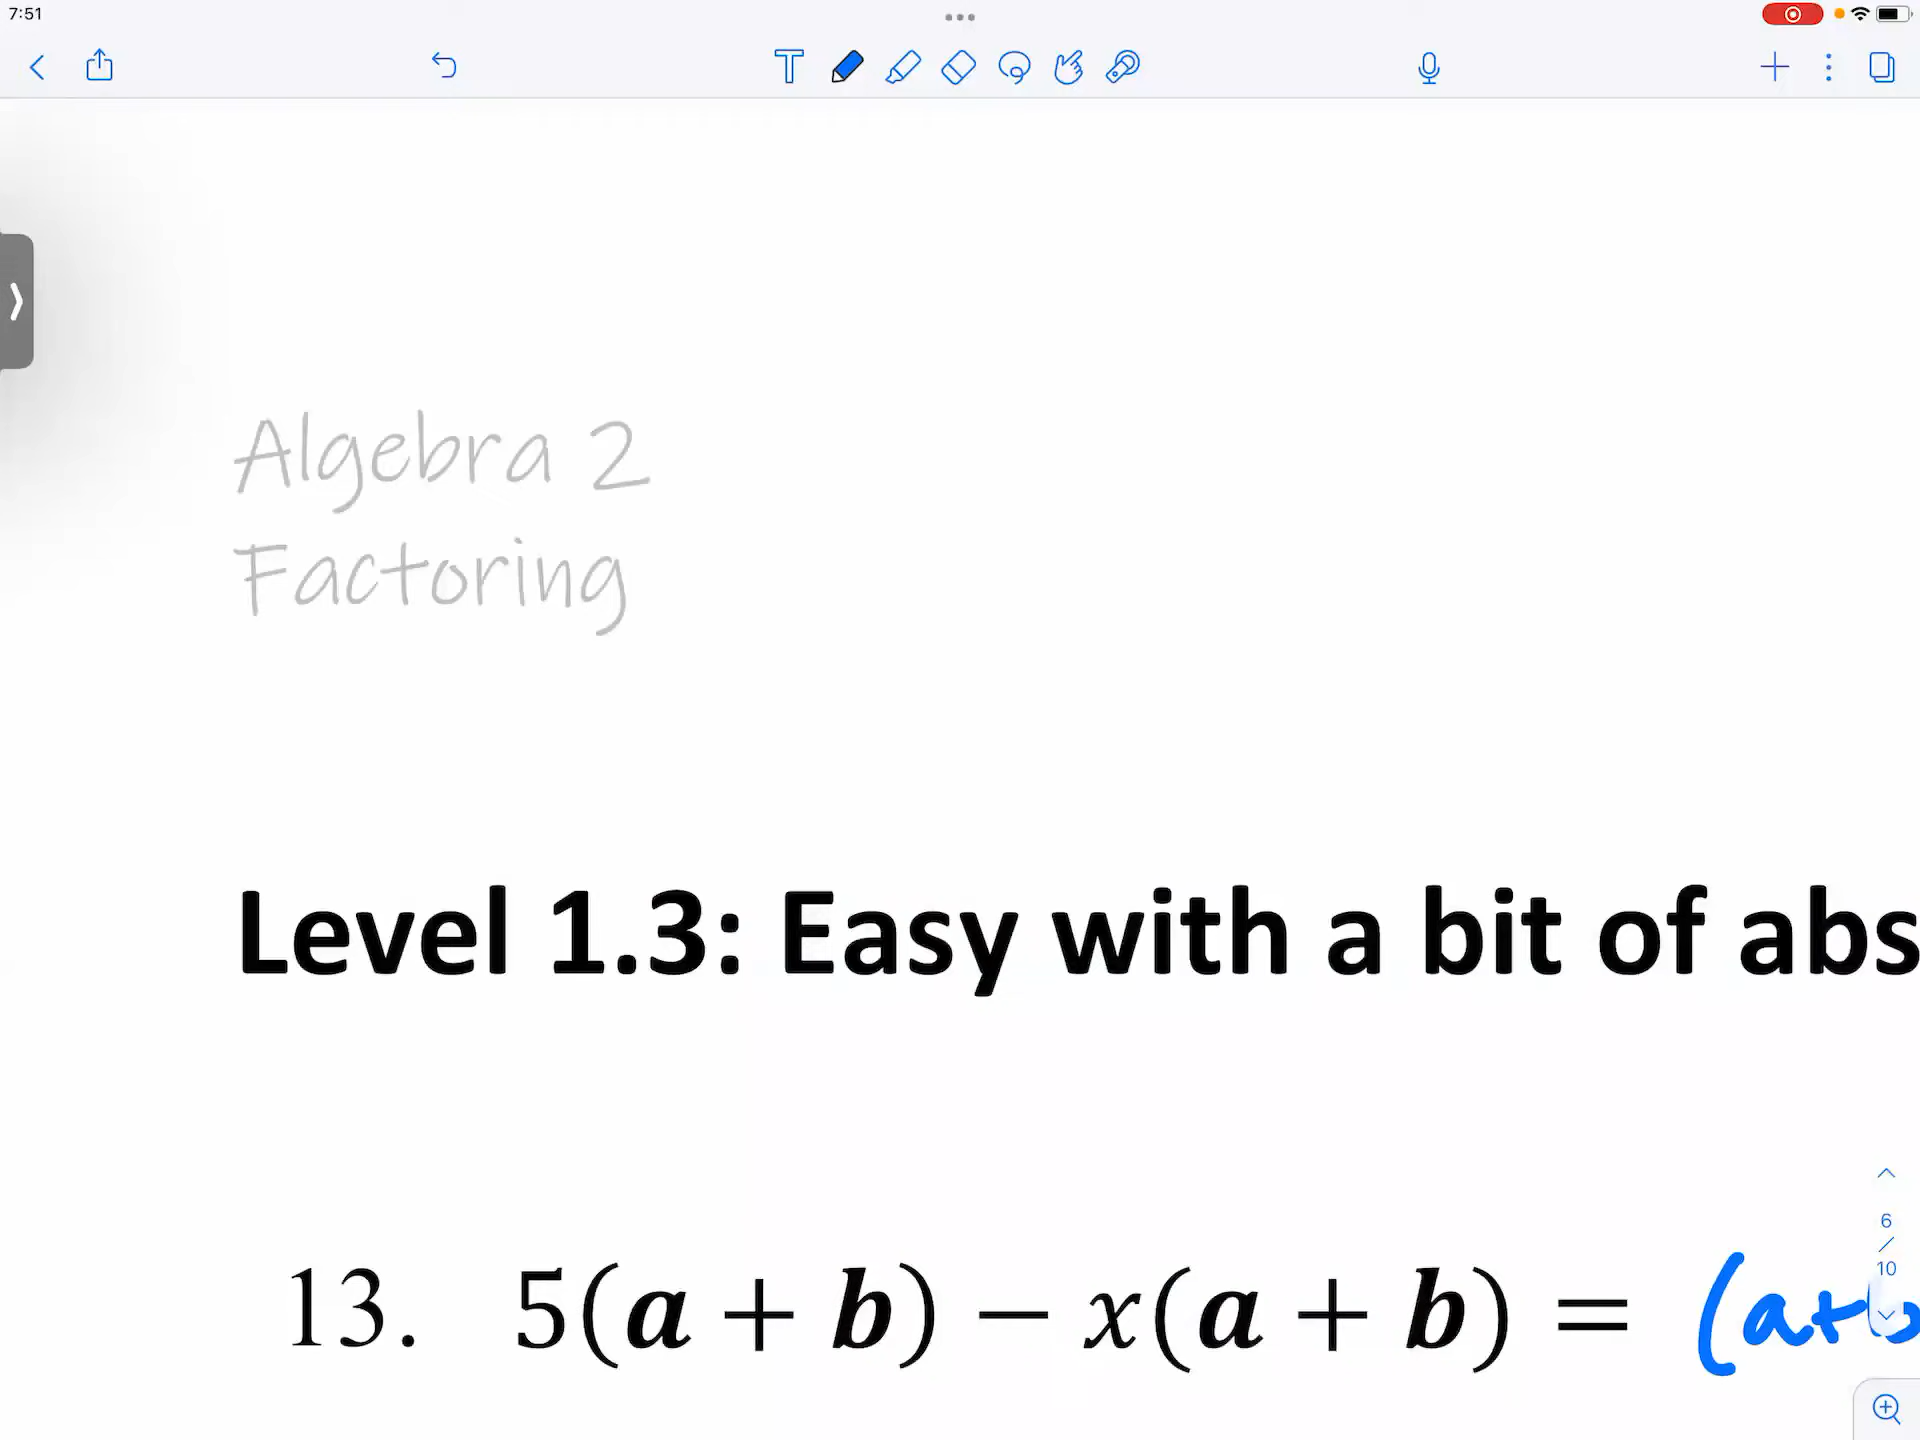 7:51
Algebra 2
Factoring
Level 1.3: Easy with a bit of abs
13. 5(a + b) − x(a + b) = (a+b
6
/
10